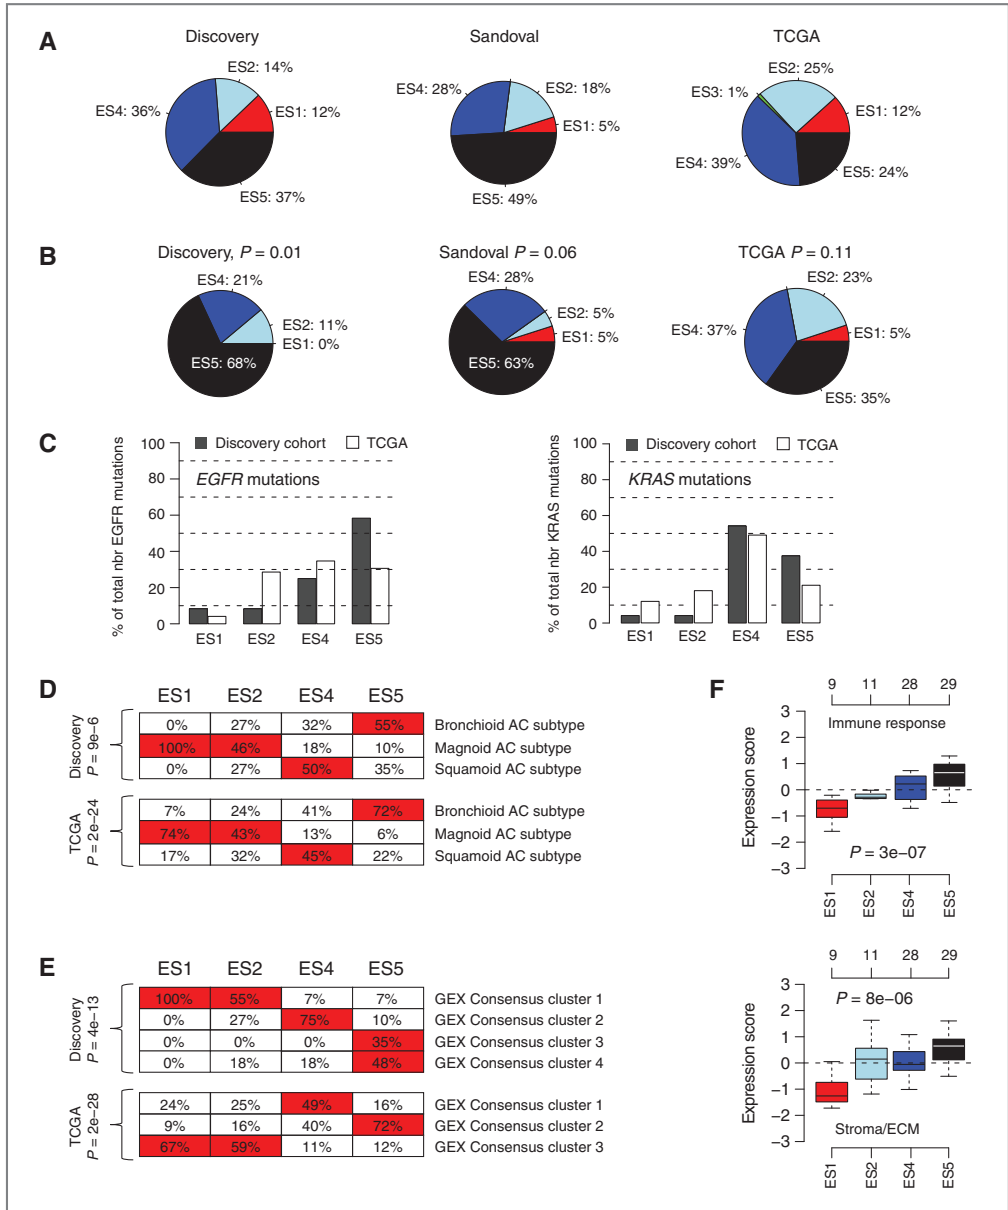 A
Discovery
ES2: 14%
ES4: 36%
ES1: 12%
ES5: 37%
Sandoval
ES4: 28%
ES2: 18%
ES1: 5%
ES5: 49%
TCGA
ES2: 25%
ES3: 1%
ES1: 12%
ES4: 39%
ES5: 24%
B
Discovery, P = 0.01
ES4: 21%
ES2: 11%
ES1: 0%
ES5: 68%
Sandoval P = 0.06
ES4: 28%
ES2: 5%
ES1: 5%
ES5: 63%
TCGA P = 0.11
ES2: 23%
ES4: 37%
ES1: 5%
ES5: 35%
C
% of total nbr EGFR mutations
100
80
60
40
20
0
Discovery cohort
TCGA
EGFR mutations
ES1 ES2 ES4 ES5
% of total nbr KRAS mutations
100
80
60
40
20
0
Discovery cohort
TCGA
KRAS mutations
ES1 ES2 ES4 ES5
D
ES1 ES2 ES4 ES5
Discovery
P = 9e-6
0% 27% 32% 55% Bronchioid AC subtype
100% 46% 18% 10% Magnoid AC subtype
0% 27% 50% 35% Squamoid AC subtype
TCGA
P = 2e-24
7% 24% 41% 72% Bronchioid AC subtype
74% 43% 13% 6% Magnoid AC subtype
17% 32% 45% 22% Squamoid AC subtype
E
ES1 ES2 ES4 ES5
Discovery
P = 4e–13
100% 55% 7% 7% GEX Consensus cluster 1
0% 27% 75% 10% GEX Consensus cluster 2
0% 0% 0% 35% GEX Consensus cluster 3
0% 18% 18% 48% GEX Consensus cluster 4
TCGA
P = 2e–28
24% 25% 49% 16% GEX Consensus cluster 1
9% 16% 40% 72% GEX Consensus cluster 2
67% 59% 11% 12% GEX Consensus cluster 3
F
9 11 28 29
Immune response
Expression score
3
2
1
0
−1
−2
−3
P = 3e–07
ES1 ES2 ES4 ES5
9 11 28 29
P = 8e–06
Expression score
3
2
1
0
−1
−2
−3
Stroma/ECM
ES1 ES2 ES4 ES5